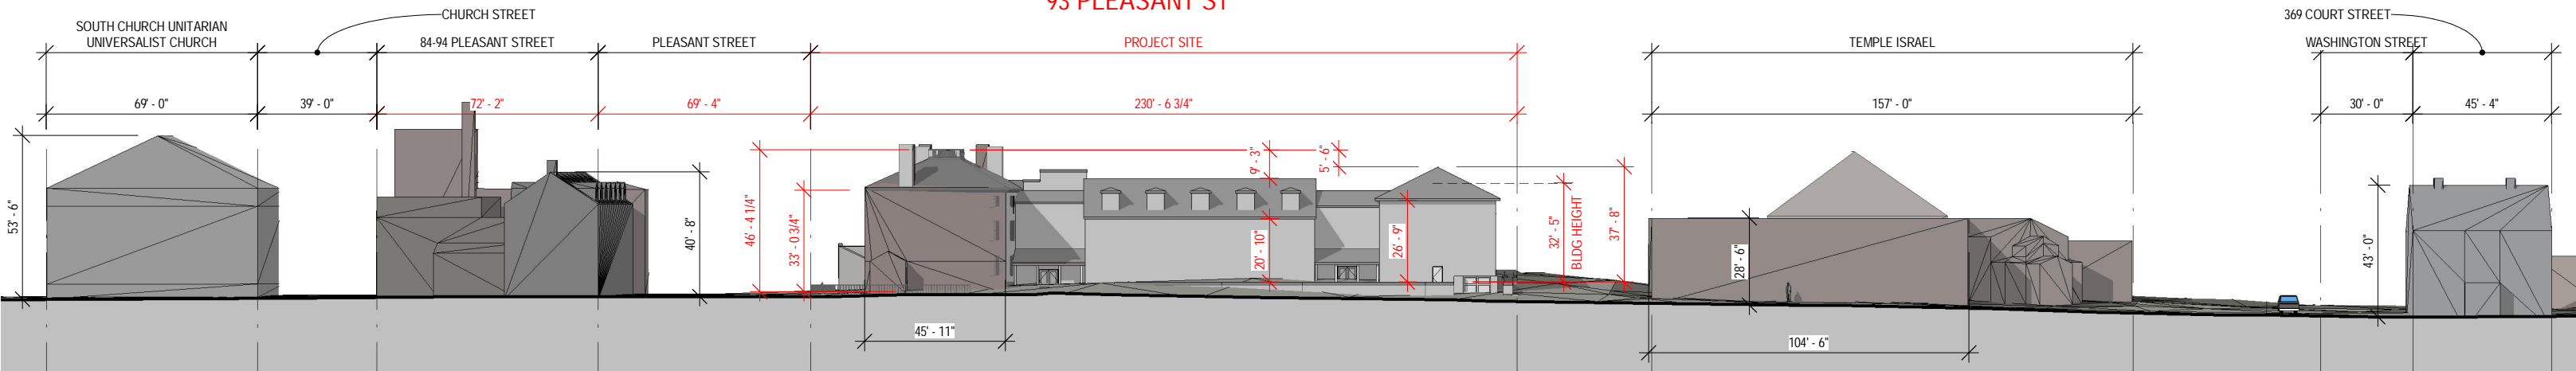 93 PLEASANT ST
CHURCH STREET
369 COURT STREET
SOUTH CHURCH UNITARIAN
UNIVERSALIST CHURCH
84-94 PLEASANT STREET
PLEASANT STREET
PROJECT SITE
TEMPLE ISRAEL
WASHINGTON STREET
69' - 0"
39' - 0"
72' - 2"
69' - 4"
230' - 6 3/4"
157' - 0"
30' - 0"
45' - 4"
53' - 6"
40' - 8"
46' - 4 1/4"
33' - 0 3/4"
9' - 3"
5' - 6"
20' - 10"
26' - 9"
32' - 5"
BLDG HEIGHT
37' - 8"
28' - 6"
43' - 0"
45' - 11"
104' - 6"